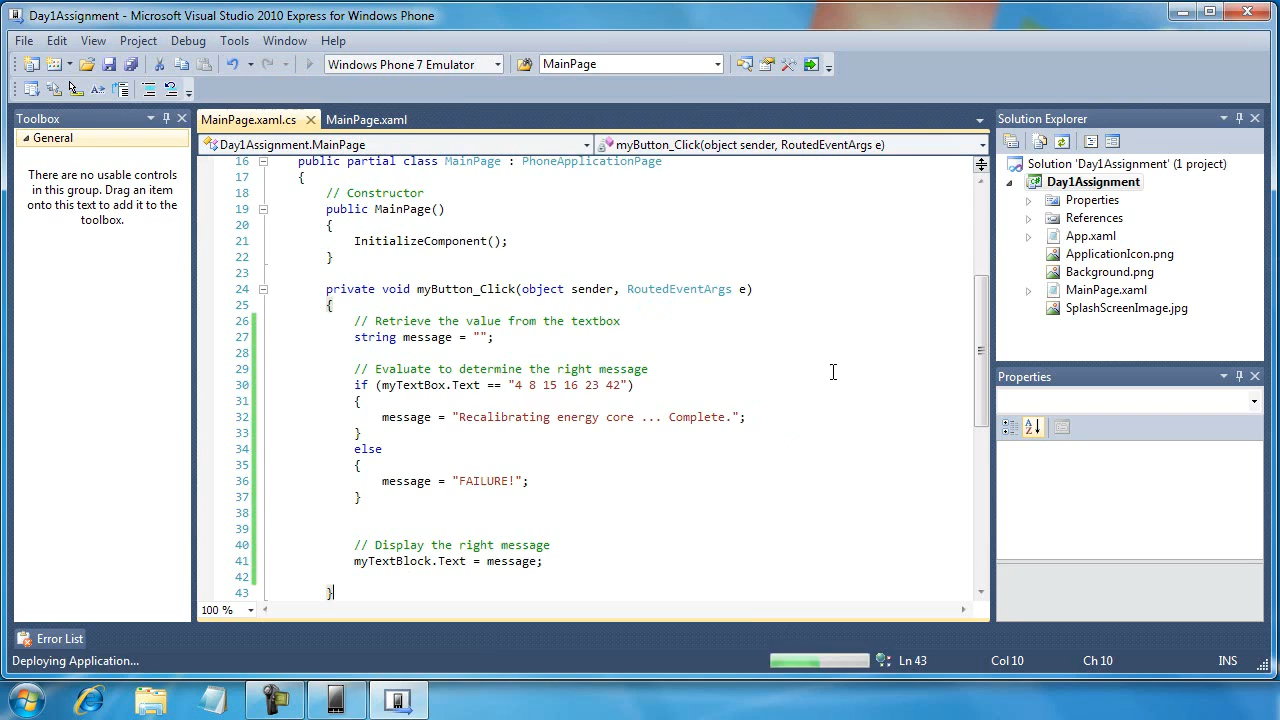 Day1Assignment - Microsoft Visual Studio 2010 Express for Windows Phone
File Edit View Project Debug Tools Window Help
Windows Phone 7 Emulator MainPage
Toolbox
General
There are no usable controls
in this group. Drag an item
onto this text to add it to the
toolbox.
MainPage.xaml.cs MainPage.xaml
Day1Assignment.MainPage myButton_Click(object sender, RoutedEventArgs e)
16 public partial class MainPage : PhoneApplicationPage
17 {
18 // Constructor
19 public MainPage()
20 {
21 InitializeComponent();
22 }
23
24 private void myButton_Click(object sender, RoutedEventArgs e)
25 {
26 // Retrieve the value from the textbox
27 string message = "";
28
29 // Evaluate to determine the right message
30 if (myTextBox.Text == "4 8 15 16 23 42")
31 {
32 message = "Recalibrating energy core ... Complete.";
33 }
34 else
35 {
36 message = "FAILURE!";
37 }
38
39
40 // Display the right message
41 myTextBlock.Text = message;
42
43 }
100 %
Solution Explorer
Solution 'Day1Assignment' (1 project)
Day1Assignment
Properties
References
App.xaml
ApplicationIcon.png
Background.png
MainPage.xaml
SplashScreenImage.jpg
Properties
Error List
Deploying Application... Ln 43 Col 10 Ch 10 INS